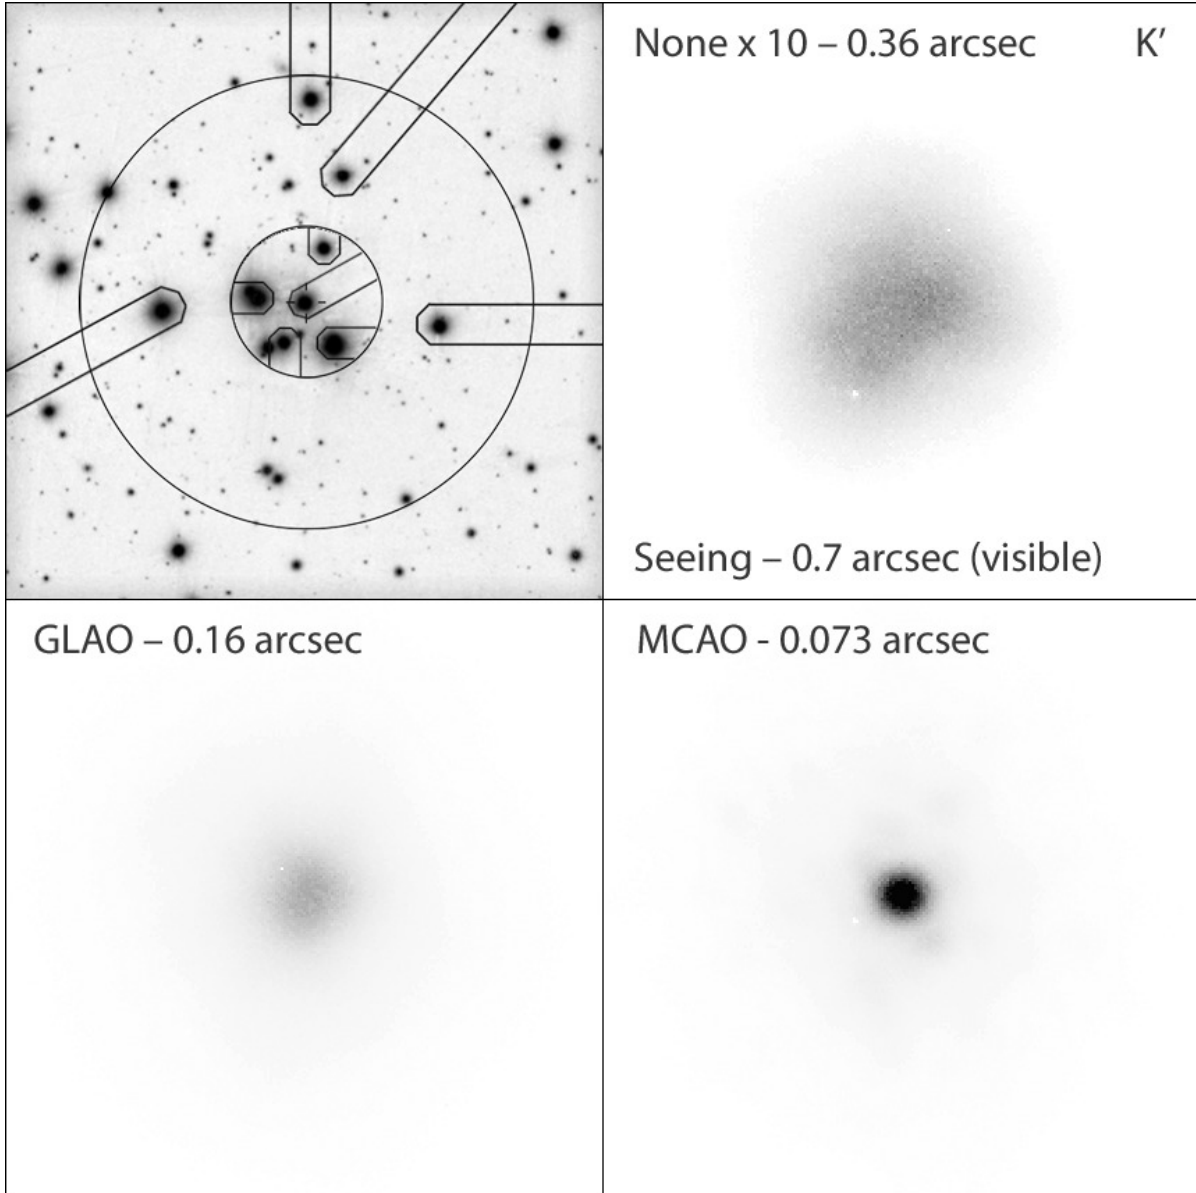 None x 10 – 0.36 arcsec
K′
Seeing – 0.7 arcsec (visible)
GLAO – 0.16 arcsec
MCAO - 0.073 arcsec